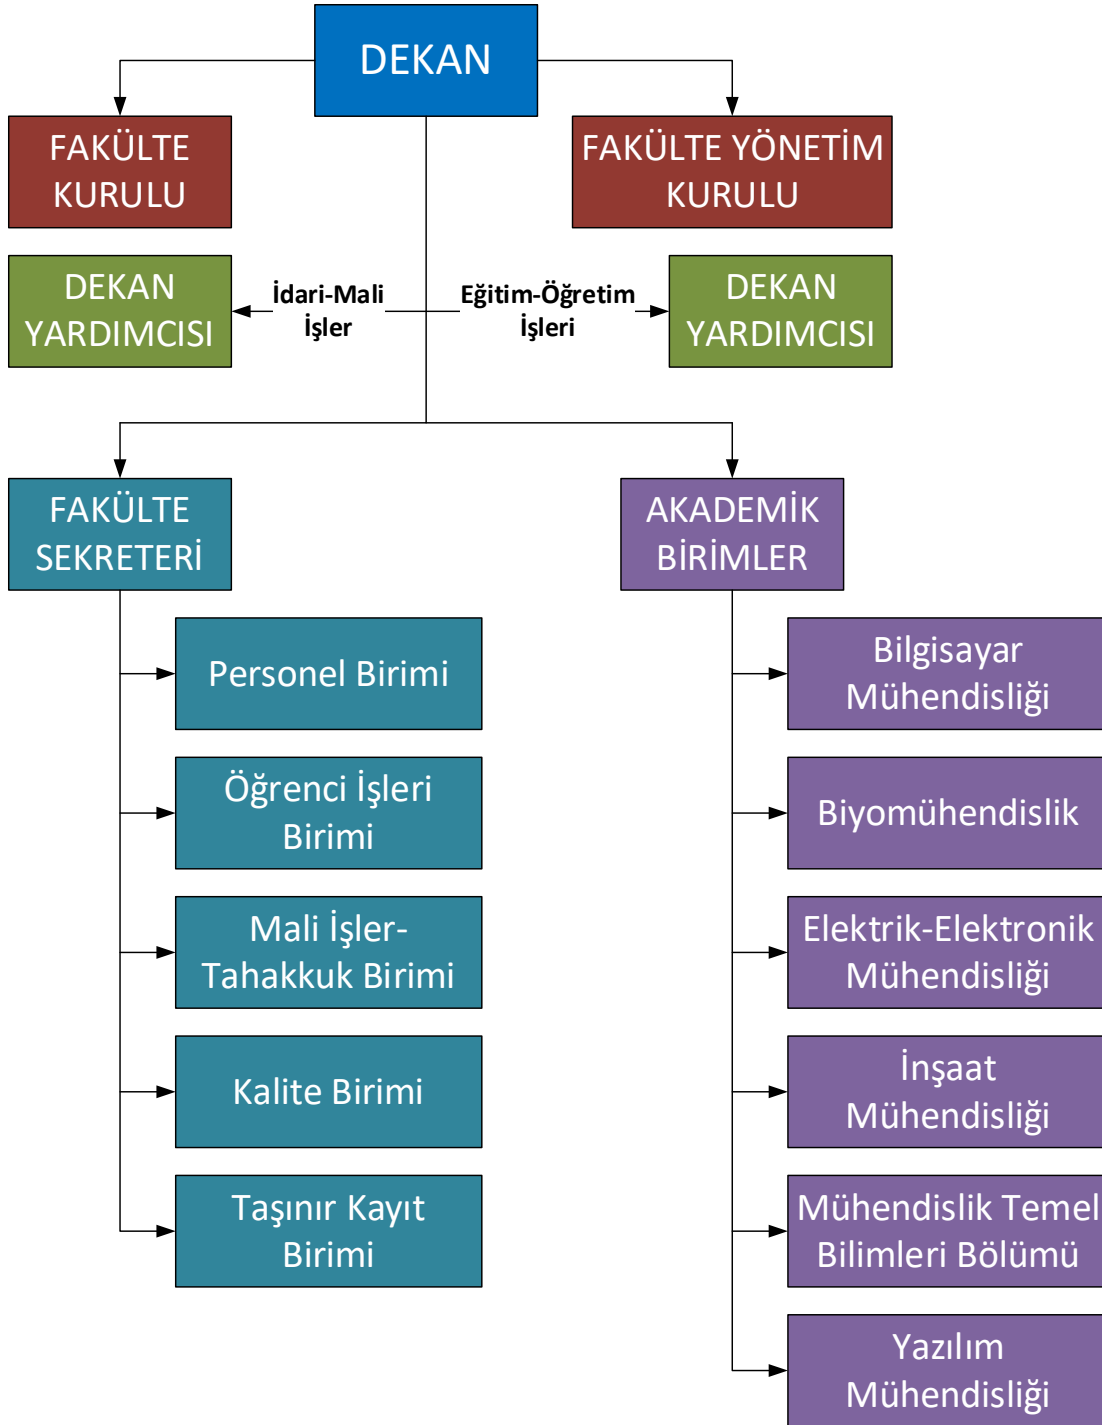 DEKAN
FAKÜLTE
KURULU
FAKÜLTE YÖNETİM
KURULU
DEKAN
YARDIMCISI
İdari-Mali
İşler
Eğitim-Öğretim
İşleri
DEKAN
YARDIMCISI
FAKÜLTE
SEKRETERİ
AKADEMİK
BİRİMLER
Personel Birimi
Öğrenci İşleri
Birimi
Mali İşler-
Tahakkuk Birimi
Kalite Birimi
Taşınır Kayıt
Birimi
Bilgisayar
Mühendisliği
Biyomühendislik
Elektrik-Elektronik
Mühendisliği
İnşaat
Mühendisliği
Mühendislik Temel
Bilimleri Bölümü
Yazılım
Mühendisliği